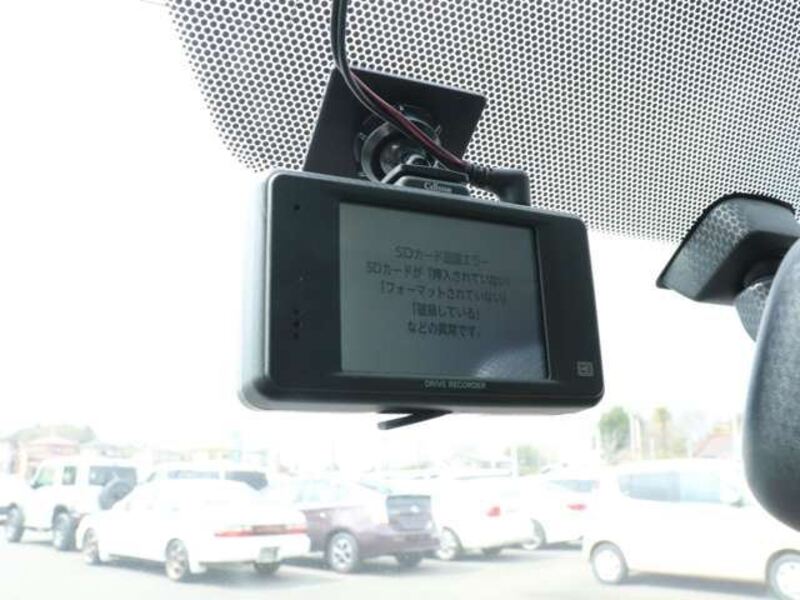 Cellstar
SDカード認識エラー
SDカードが「挿入されていない」
「フォーマットされていない」
「破損している」
などの異常です。
DRIVE RECORDER